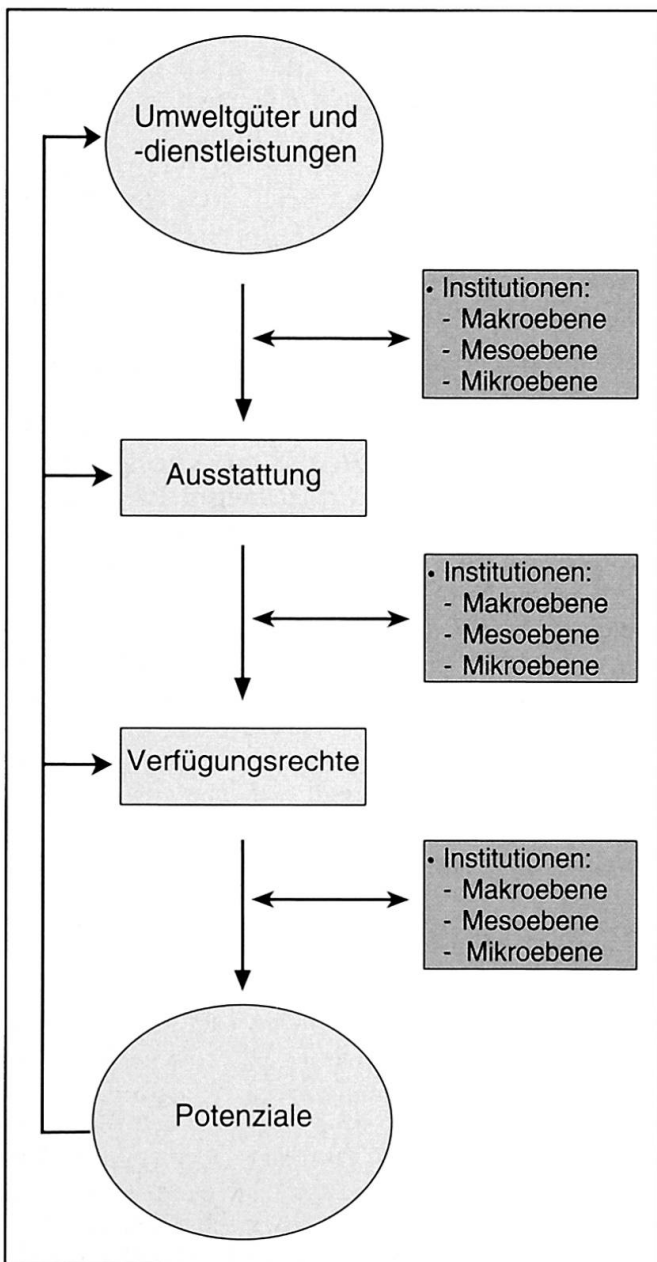 Umweltgüter und
-dienstleistungen
• Institutionen:
- Makroebene
- Mesoebene
- Mikroebene
Ausstattung
• Institutionen:
- Makroebene
- Mesoebene
- Mikroebene
Verfügungsrechte
• Institutionen:
- Makroebene
- Mesoebene
- Mikroebene
Potenziale